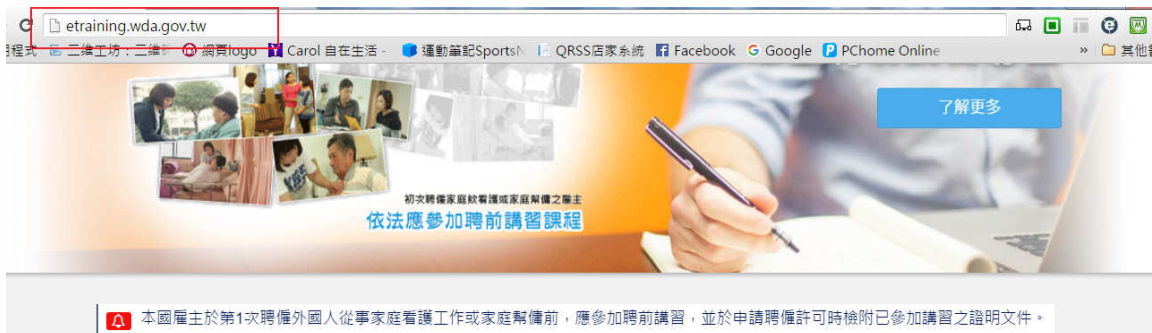 etraining.wda.gov.tw
用程式 三維工坊:三維 網頁logo Carol 自在生活 - 運動筆記SportsN QRSS店家系統 Facebook Google PChome Online » 其他書
了解更多
初次聘僱家庭看護或家庭幫傭之雇主
依法應參加聘前講習課程
本國雇主於第1次聘僱外國人從事家庭看護工作或家庭幫傭前,應參加聘前講習,並於申請聘僱許可時檢附已參加講習之證明文件。